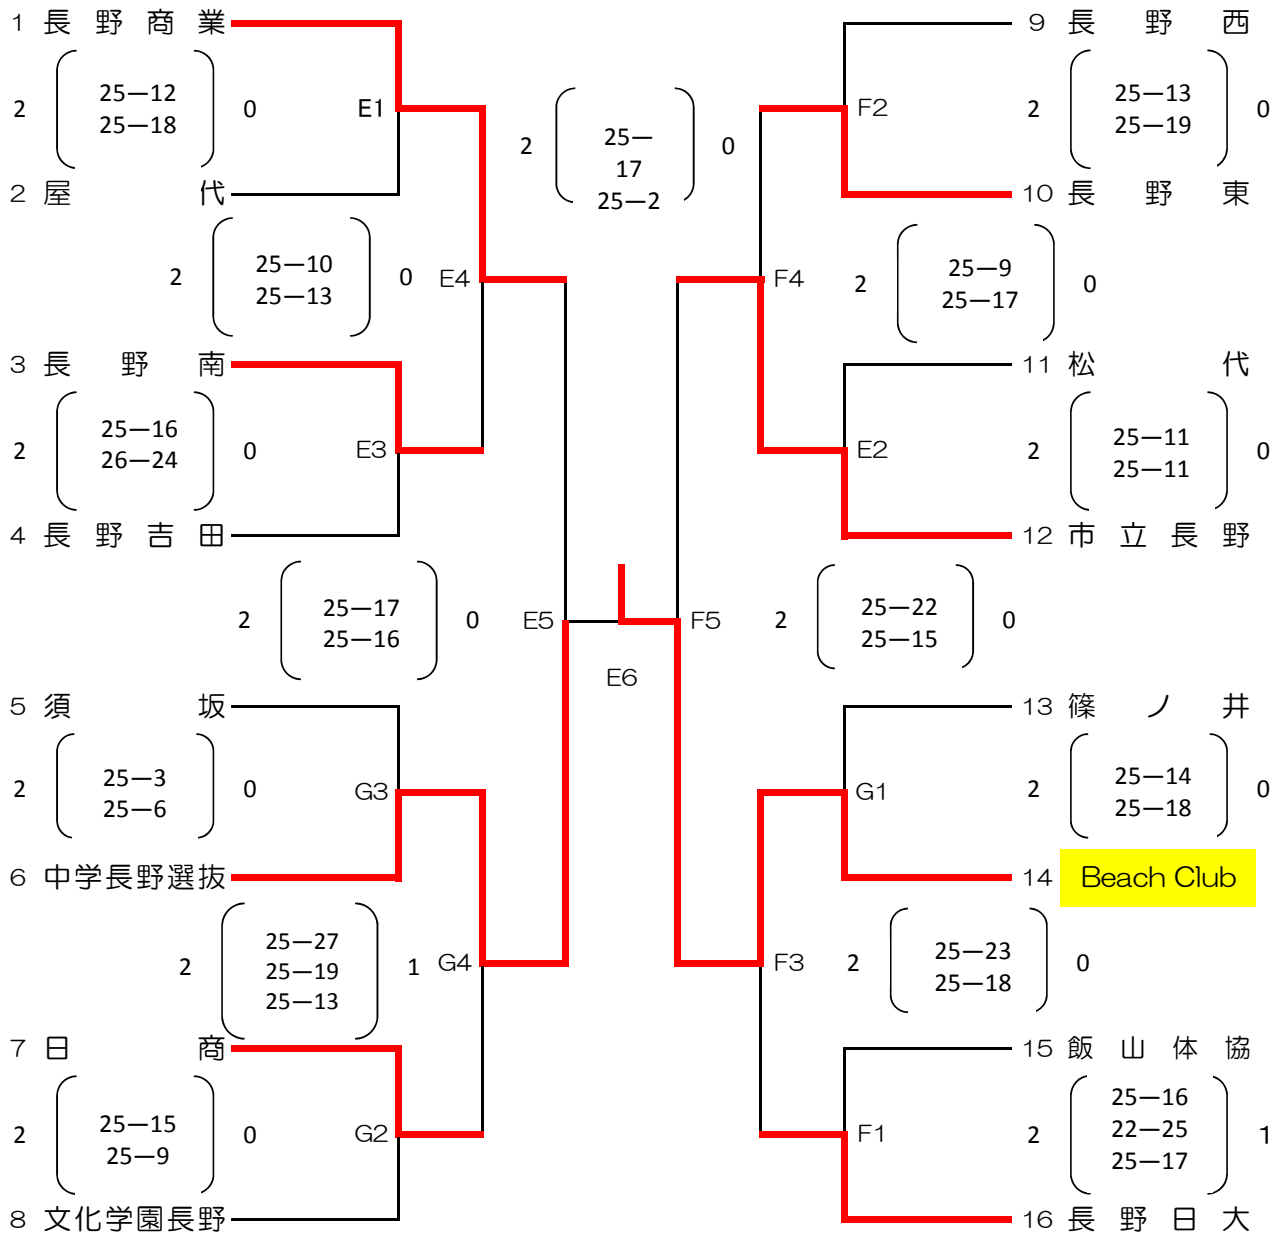 1 長野商業
2 25—12 0
25—18
E1
2 屋代
2 25—10 0
25—13
E4
3 長野南
2 25—16 0
26—24
E3
4 長野吉田
2 25—17 0
25—16
E5
5 須坂
2 25—3 0
25—6
G3
6 中学長野選抜
2 25—27 1
25—19
25—13
G4
7 日商
2 25—15 0
25—9
G2
8 文化学園長野
2 25— 0
17
25—2
E6
9 長野西
F2
2 25—13 0
25—19
10 長野東
F4
2 25—9 0
25—17
11 松代
E2
2 25—11 0
25—11
12 市立長野
F5
2 25—22 0
25—15
13 篠ノ井
G1
2 25—14 0
25—18
14 Beach Club
F3
2 25—23 0
25—18
15 飯山体協
F1
2 25—16 1
22—25
25—17
16 長野日大